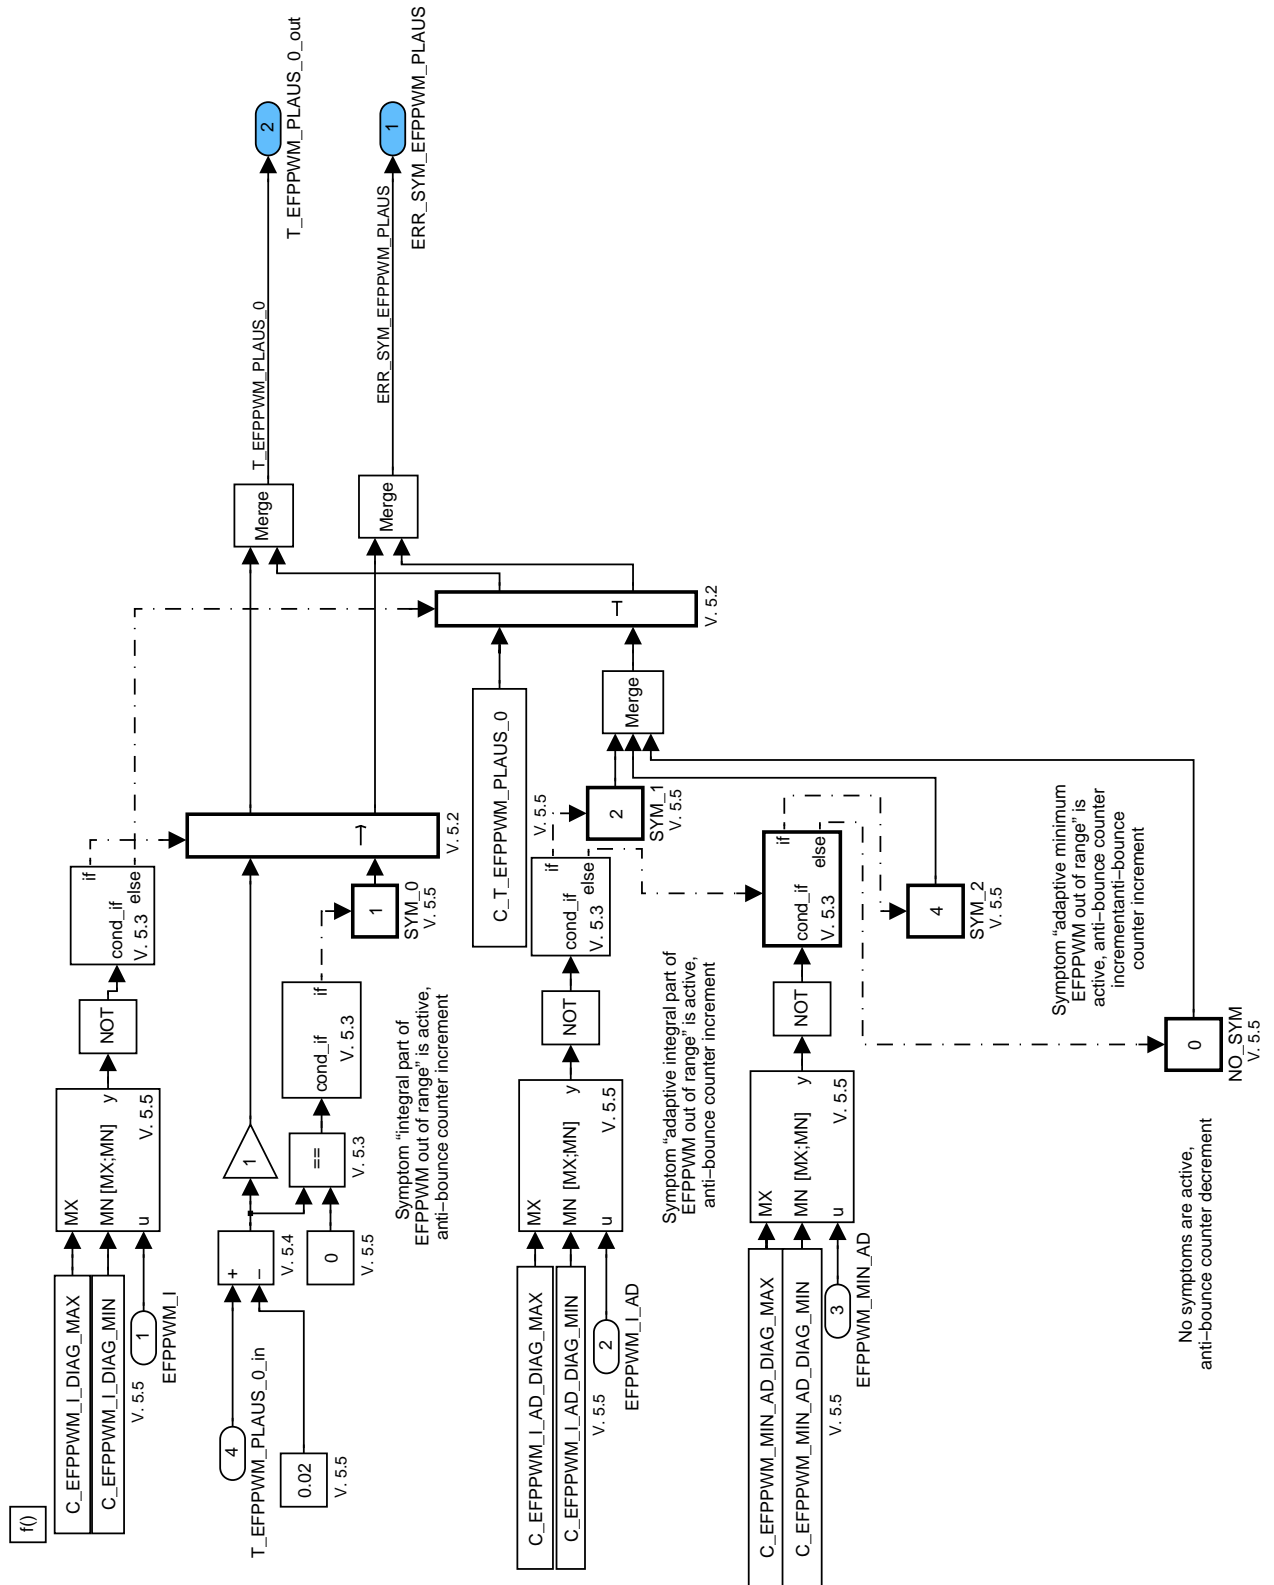 f()
C_EFPPWM_I_DIAG_MAX
C_EFPPWM_I_DIAG_MIN
V. 5.5
1
EFPPWM_I
MX
MN [MX;MN]
u
y
V. 5.5
NOT
cond_if
V. 5.3
if
else
4
T_EFPPWM_PLAUS_0_in
0.02
V. 5.5
+
−
V. 5.4
0
V. 5.5
1
==
V. 5.3
cond_if
V. 5.3
if
Symptom “integral part of
EFPPWM out of range” is active,
anti−bounce counter increment
1
SYM_0
V. 5.5
V. 5.2
Merge
T_EFPPWM_PLAUS_0
2
T_EFPPWM_PLAUS_0_out
Merge
ERR_SYM_EFPPWM_PLAUS
1
ERR_SYM_EFPPWM_PLAUS
C_T_EFPPWM_PLAUS_0
V. 5.5
V. 5.2
C_EFPPWM_I_AD_DIAG_MAX
C_EFPPWM_I_AD_DIAG_MIN
V. 5.5
2
EFPPWM_I_AD
MX
MN [MX;MN]
u
y
V. 5.5
NOT
cond_if
V. 5.3
if
else
2
SYM_1
V. 5.5
Merge
Symptom “adaptive integral part of
EFPPWM out of range” is active,
anti−bound counter increment
C_EFPPWM_MIN_AD_DIAG_MAX
C_EFPPWM_MIN_AD_DIAG_MIN
V. 5.5
3
EFPPWM_MIN_AD
MX
MN [MX;MN]
u
y
V. 5.5
NOT
cond_if
V. 5.3
if
else
4
SYM_2
V. 5.5
Symptom “adaptive minimum
EFPPWM out of range” is
active, anti−bounce counter
incrementanti−bounce
counter increment
0
NO_SYM
V. 5.5
No symptoms are active,
anti−bounce counter decrement